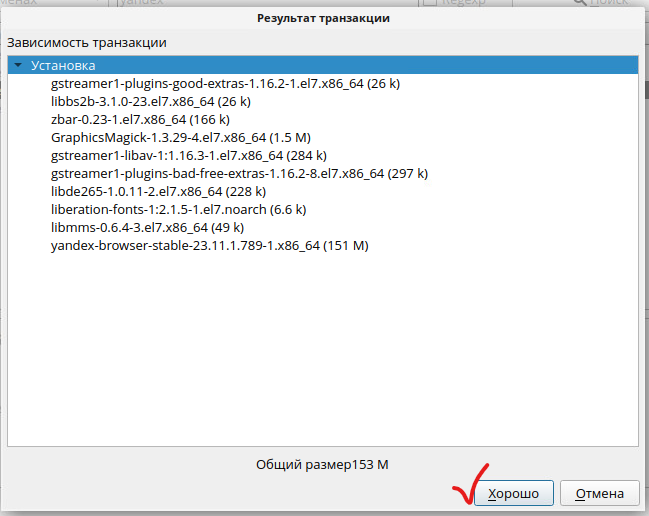 менах
yandex
Regexp
Поиск
Результат транзакции
Зависимость транзакции
Установка
gstreamer1-plugins-good-extras-1.16.2-1.el7.x86_64 (26 k)
libbs2b-3.1.0-23.el7.x86_64 (26 k)
zbar-0.23-1.el7.x86_64 (166 k)
GraphicsMagick-1.3.29-4.el7.x86_64 (1.5 M)
gstreamer1-libav-1:1.16.3-1.el7.x86_64 (284 k)
gstreamer1-plugins-bad-free-extras-1.16.2-8.el7.x86_64 (297 k)
libde265-1.0.11-2.el7.x86_64 (228 k)
liberation-fonts-1:2.1.5-1.el7.noarch (6.6 k)
libmms-0.6.4-3.el7.x86_64 (49 k)
yandex-browser-stable-23.11.1.789-1.x86_64 (151 M)
Общий размер153 M
Хорошо
Отмена